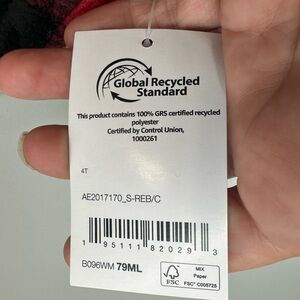 Global Recycled
Standard
This product contains 100% GRS certified recycled
polyester
Certified by Control Union,
1000261
4T
AE2017170_S-REB/C
1 95111 82029 3
B096WM 79ML
FSC
MIX
Paper
FSC® C005725